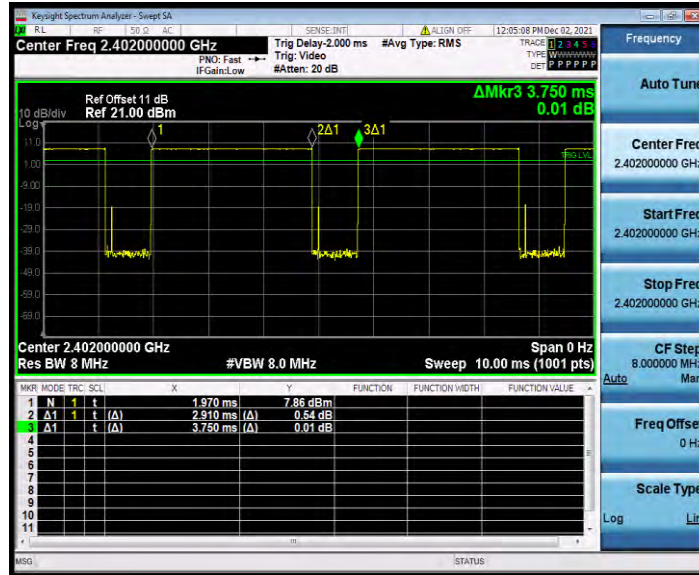 Keysight Spectrum Analyzer - Swept SA
RL RF 50 Ω AC SENSE:INT ALIGN OFF 12:05:08 PM Dec 02, 2021
Center Freq 2.402000000 GHz
PNO: Fast
IFGain:Low
Trig Delay-2.000 ms
Trig: Video
#Atten: 20 dB
#Avg Type: RMS
TRACE 1 2 3 4 5 6
TYPE WWWWWWW
DET P P P P P P
ΔMkr3 3.750 ms
0.01 dB
Ref Offset 11 dB
10 dB/div Ref 21.00 dBm
Log
1 2Δ1 3Δ1
11.0
TRIG LVL
1.00
-9.00
-19.0
-29.0
-39.0
-49.0
-59.0
-69.0
Center 2.402000000 GHz Span 0 Hz
Res BW 8 MHz #VBW 8.0 MHz Sweep 10.00 ms (1001 pts)
MKR MODE TRC SCL X Y FUNCTION FUNCTION WIDTH FUNCTION VALUE
1 N 1 t 1.970 ms 7.86 dBm
2 Δ1 1 t (Δ) 2.910 ms (Δ) 0.54 dB
3 Δ1 t (Δ) 3.750 ms (Δ) 0.01 dB
4
5
6
7
8
9
10
11
MSG STATUS
Frequency
Auto Tune
Center Freq
2.402000000 GHz
Start Freq
2.402000000 GHz
Stop Freq
2.402000000 GHz
CF Step
8.000000 MHz
Auto Man
Freq Offset
0 Hz
Scale Type
Log Lin